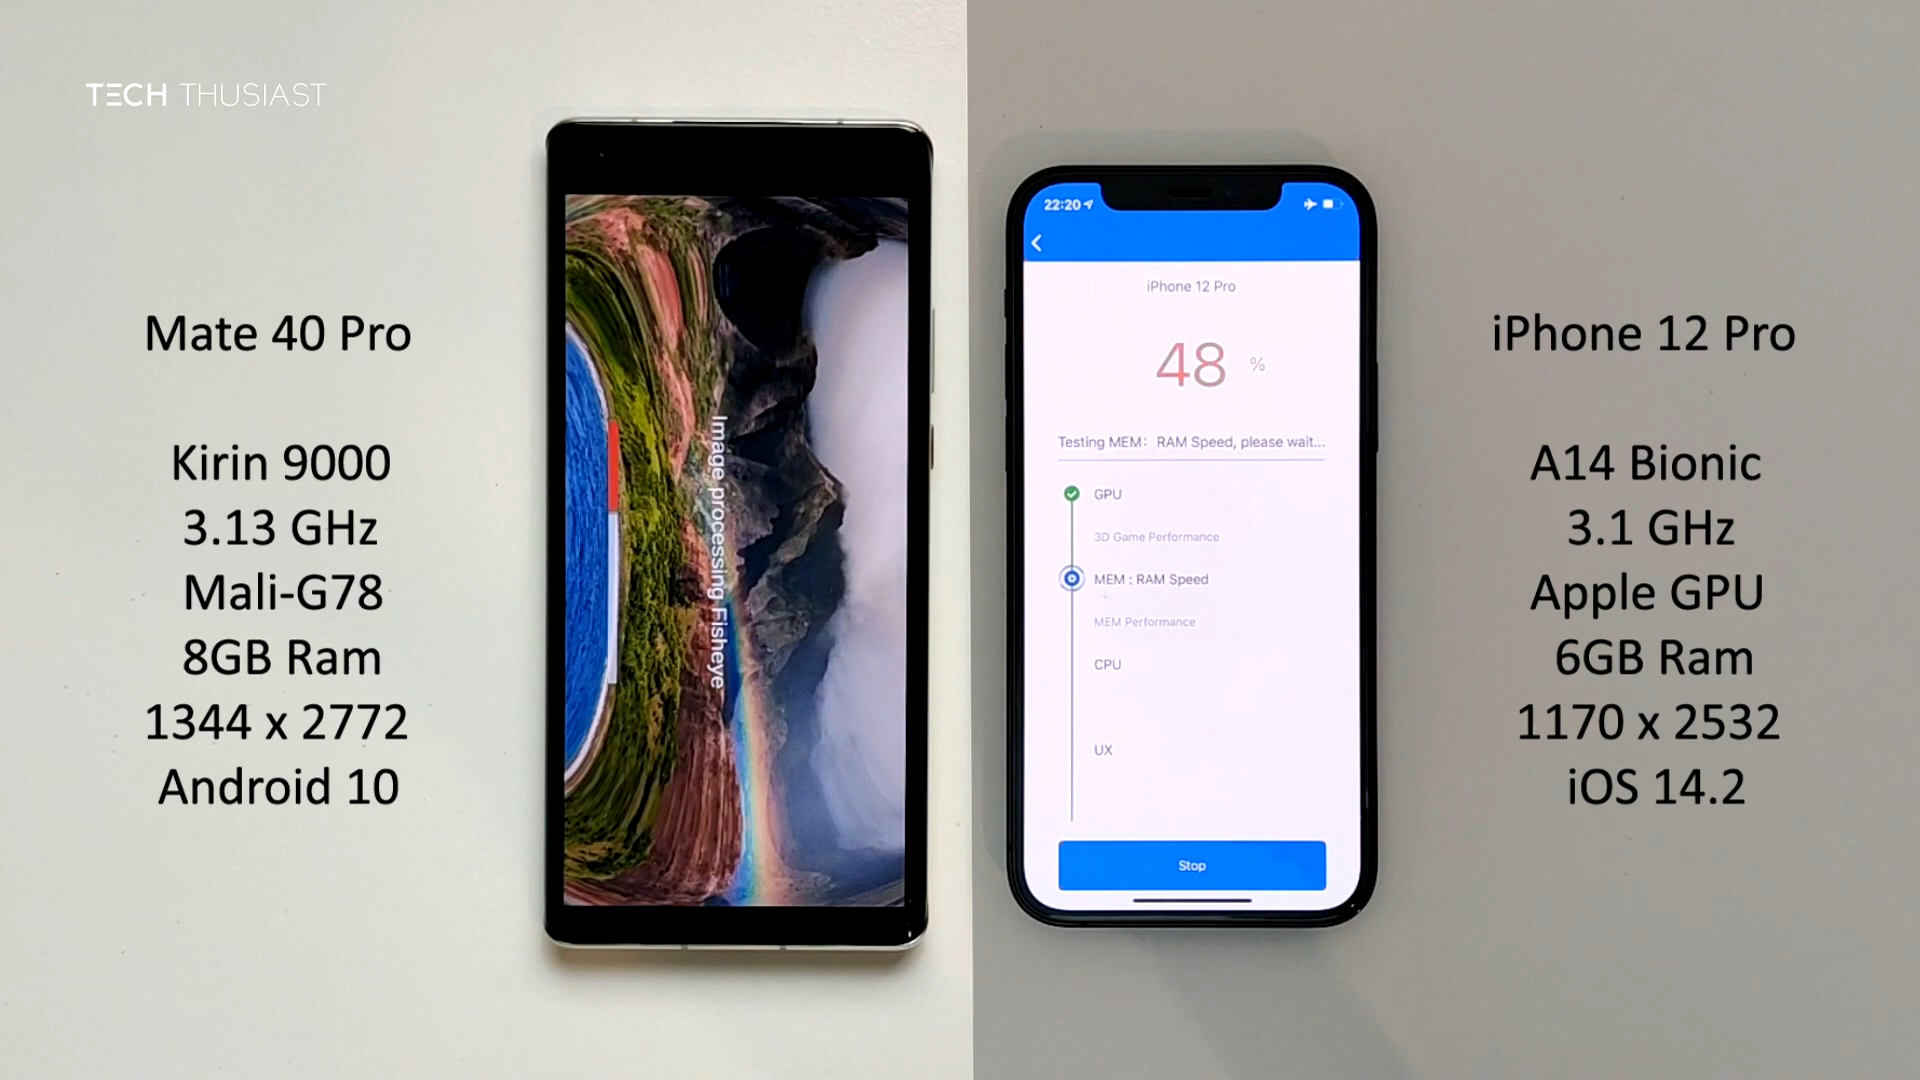 TECH THUSIAST
Mate 40 Pro
Kirin 9000
3.13 GHz
Mali-G78
8GB Ram
1344 x 2772
Android 10
Image processing Fisheye
22:20
iPhone 12 Pro
48 %
Testing MEM: RAM Speed, please wait...
GPU
3D Game Performance
MEM : RAM Speed
MEM Performance
CPU
UX
Stop
iPhone 12 Pro
A14 Bionic
3.1 GHz
Apple GPU
6GB Ram
1170 x 2532
iOS 14.2